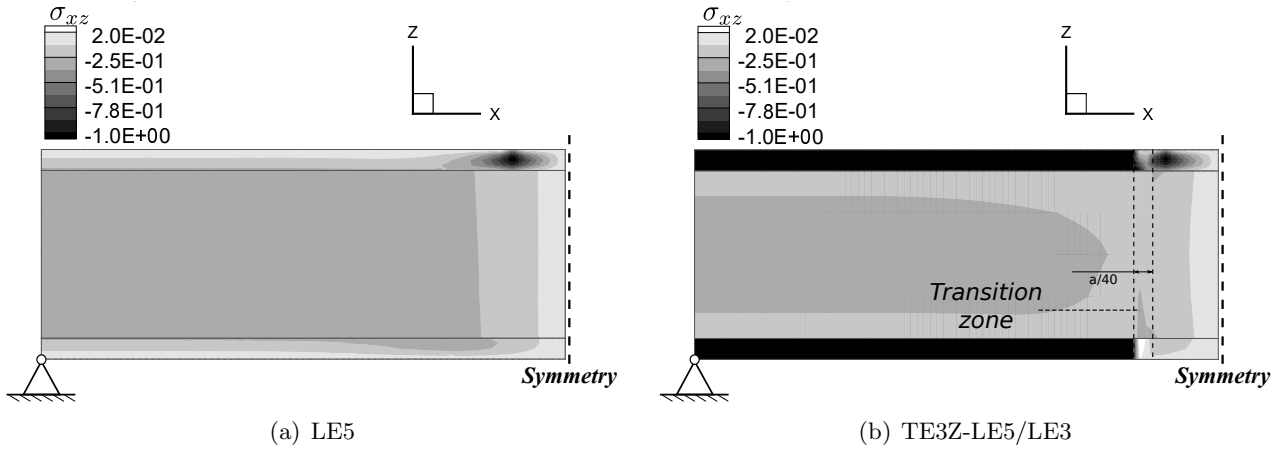 σxz
2.0E-02
-2.5E-01
-5.1E-01
-7.8E-01
-1.0E+00
Z
X
Symmetry
(a) LE5
σxz
2.0E-02
-2.5E-01
-5.1E-01
-7.8E-01
-1.0E+00
Z
X
a/40
Transition
zone
Symmetry
(b) TE3Z-LE5/LE3